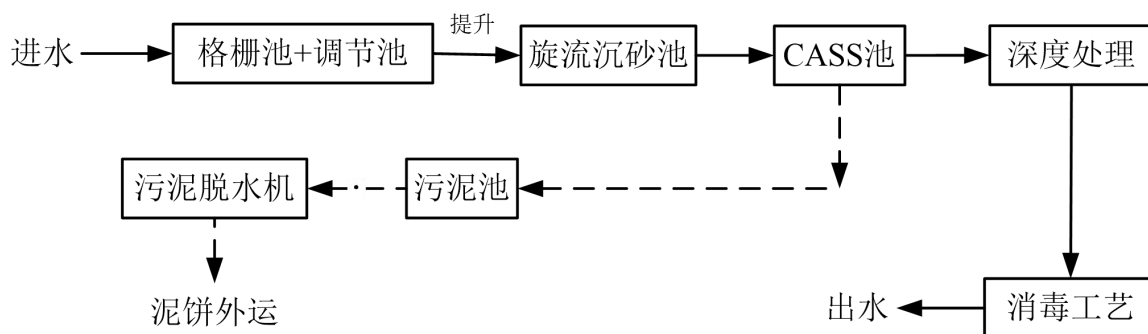 进水
格栅池+调节池
提升
旋流沉砂池
CASS池
深度处理
污泥脱水机
污泥池
泥饼外运
出水
消毒工艺